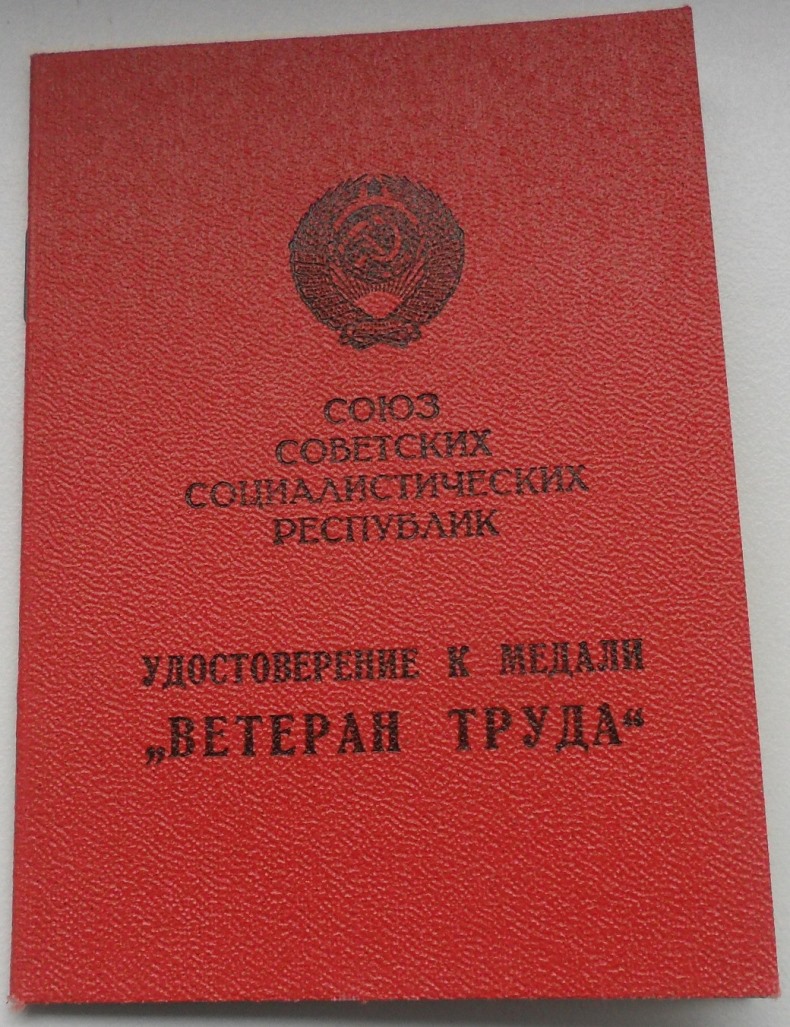 СОЮЗ
СОВЕТСКИХ
СОЦИАЛИСТИЧЕСКИХ
РЕСПУБЛИК
УДОСТОВЕРЕНИЕ К МЕДАЛИ
„ВЕТЕРАН ТРУДА“